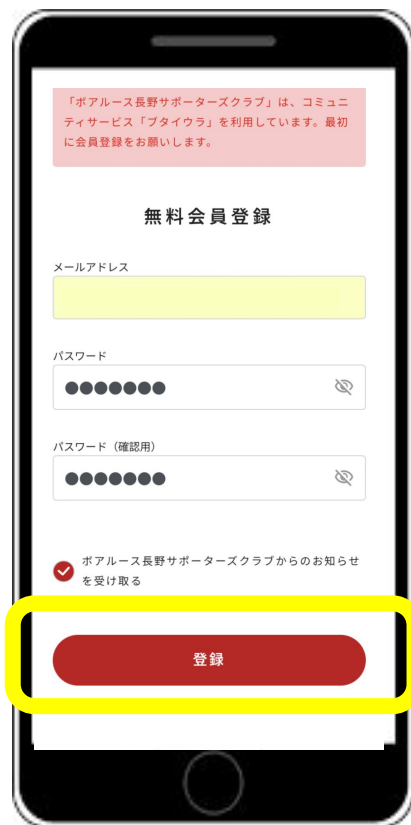 「ボアルース長野サポーターズクラブ」は、コミュニ
ティサービス「ブタイウラ」を利用しています。最初
に会員登録をお願いします。
無料会員登録
メールアドレス
パスワード
●●●●●●●
パスワード（確認用）
●●●●●●●
ボアルース長野サポーターズクラブからのお知らせ
を受け取る
登録